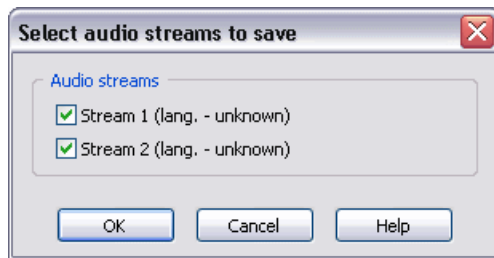 Select audio streams to save
Audio streams
Stream 1 (lang. - unknown)
Stream 2 (lang. - unknown)
OK Cancel Help